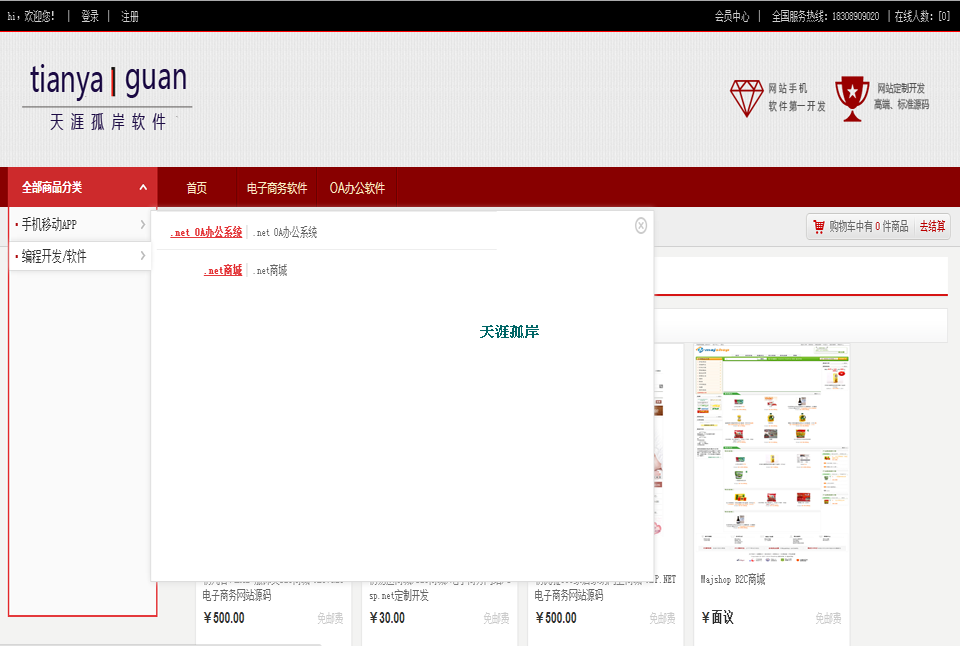 hi，欢迎您！ | 登录 | 注册
会员中心 | 全国服务热线：18308909020 | 在线人数：[0]
tianya | guan
天涯孤岸软件
网站手机
软件第一开发
网站定制开发
高端、标准源码
全部商品分类 首页 电子商务软件 OA办公软件
手机移动APP
编程开发/软件
购物车中有 0 件商品 去结算
.net OA办公系统 | .net OA办公系统
.net商城 | .net商城
天涯孤岸
电子商务网站源码
¥500.00 免邮费
sp.net定制开发
¥30.00 免邮费
电子商务网站源码
¥500.00 免邮费
Majshop B2C商城
¥面议 免邮费